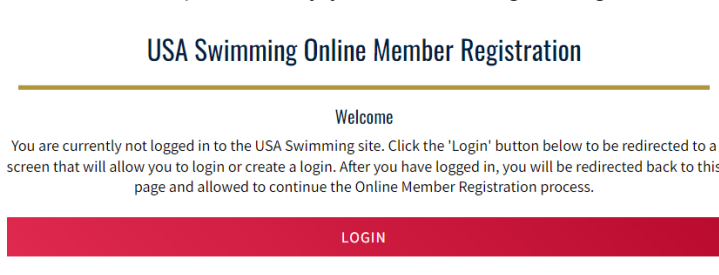 USA Swimming Online Member Registration
Welcome
You are currently not logged in to the USA Swimming site. Click the 'Login' button below to be redirected to a
screen that will allow you to login or create a login. After you have logged in, you will be redirected back to this
page and allowed to continue the Online Member Registration process.
LOGIN